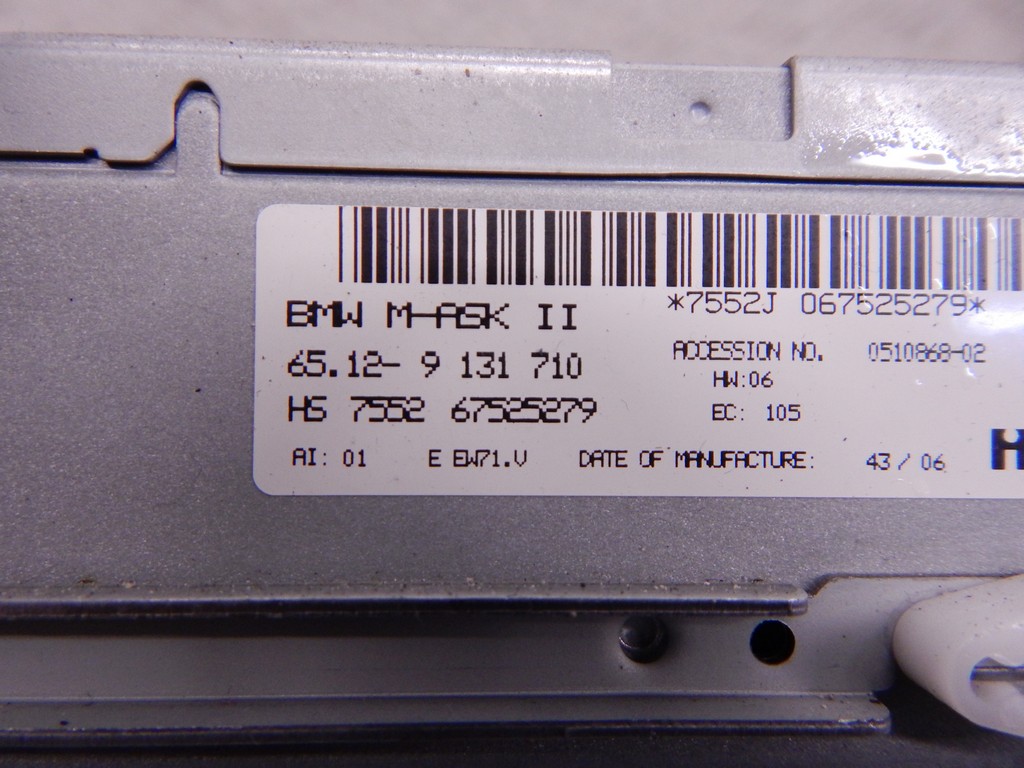 *7552J 067525279*
BMW M-ASK II
65.12- 9 131 710
HS 7552 67525279
ACCESSION NO. 0510868-02
HW:06
EC: 105
AI: 01 E EW71.V DATE OF MANUFACTURE: 43 / 06